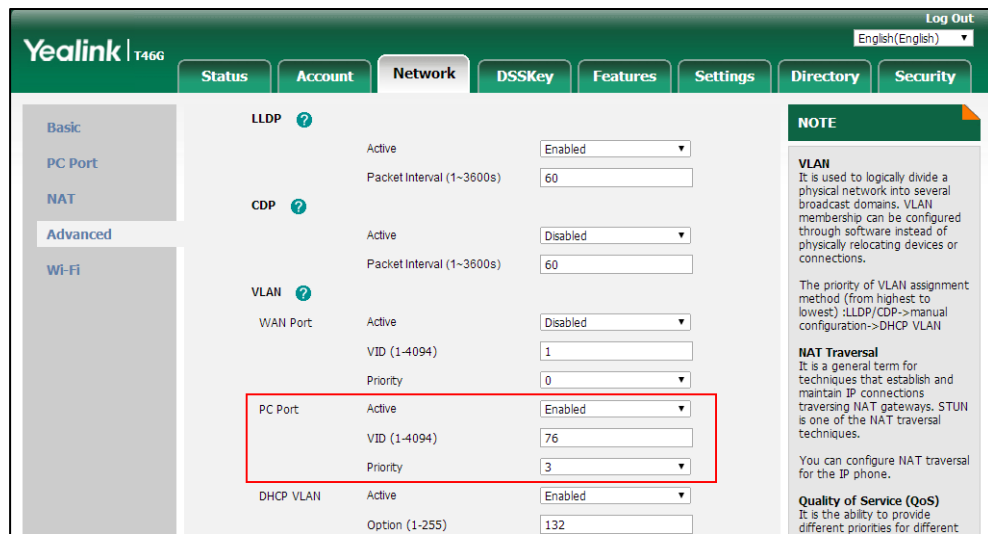 Log Out
Yealink | T46G
English(English)
Status Account Network DSSKey Features Settings Directory Security
Basic
PC Port
NAT
Advanced
Wi-Fi
LLDP ?
Active Enabled
Packet Interval (1~3600s) 60
CDP ?
Active Disabled
Packet Interval (1~3600s) 60
VLAN ?
WAN Port Active Disabled
VID (1-4094) 1
Priority 0
PC Port Active Enabled
VID (1-4094) 76
Priority 3
DHCP VLAN Active Enabled
Option (1-255) 132
NOTE
VLAN
It is used to logically divide a
physical network into several
broadcast domains. VLAN
membership can be configured
through software instead of
physically relocating devices or
connections.
The priority of VLAN assignment
method (from highest to
lowest) :LLDP/CDP->manual
configuration->DHCP VLAN
NAT Traversal
It is a general term for
techniques that establish and
maintain IP connections
traversing NAT gateways. STUN
is one of the NAT traversal
techniques.
You can configure NAT traversal
for the IP phone.
Quality of Service (QoS)
It is the ability to provide
different priorities for different